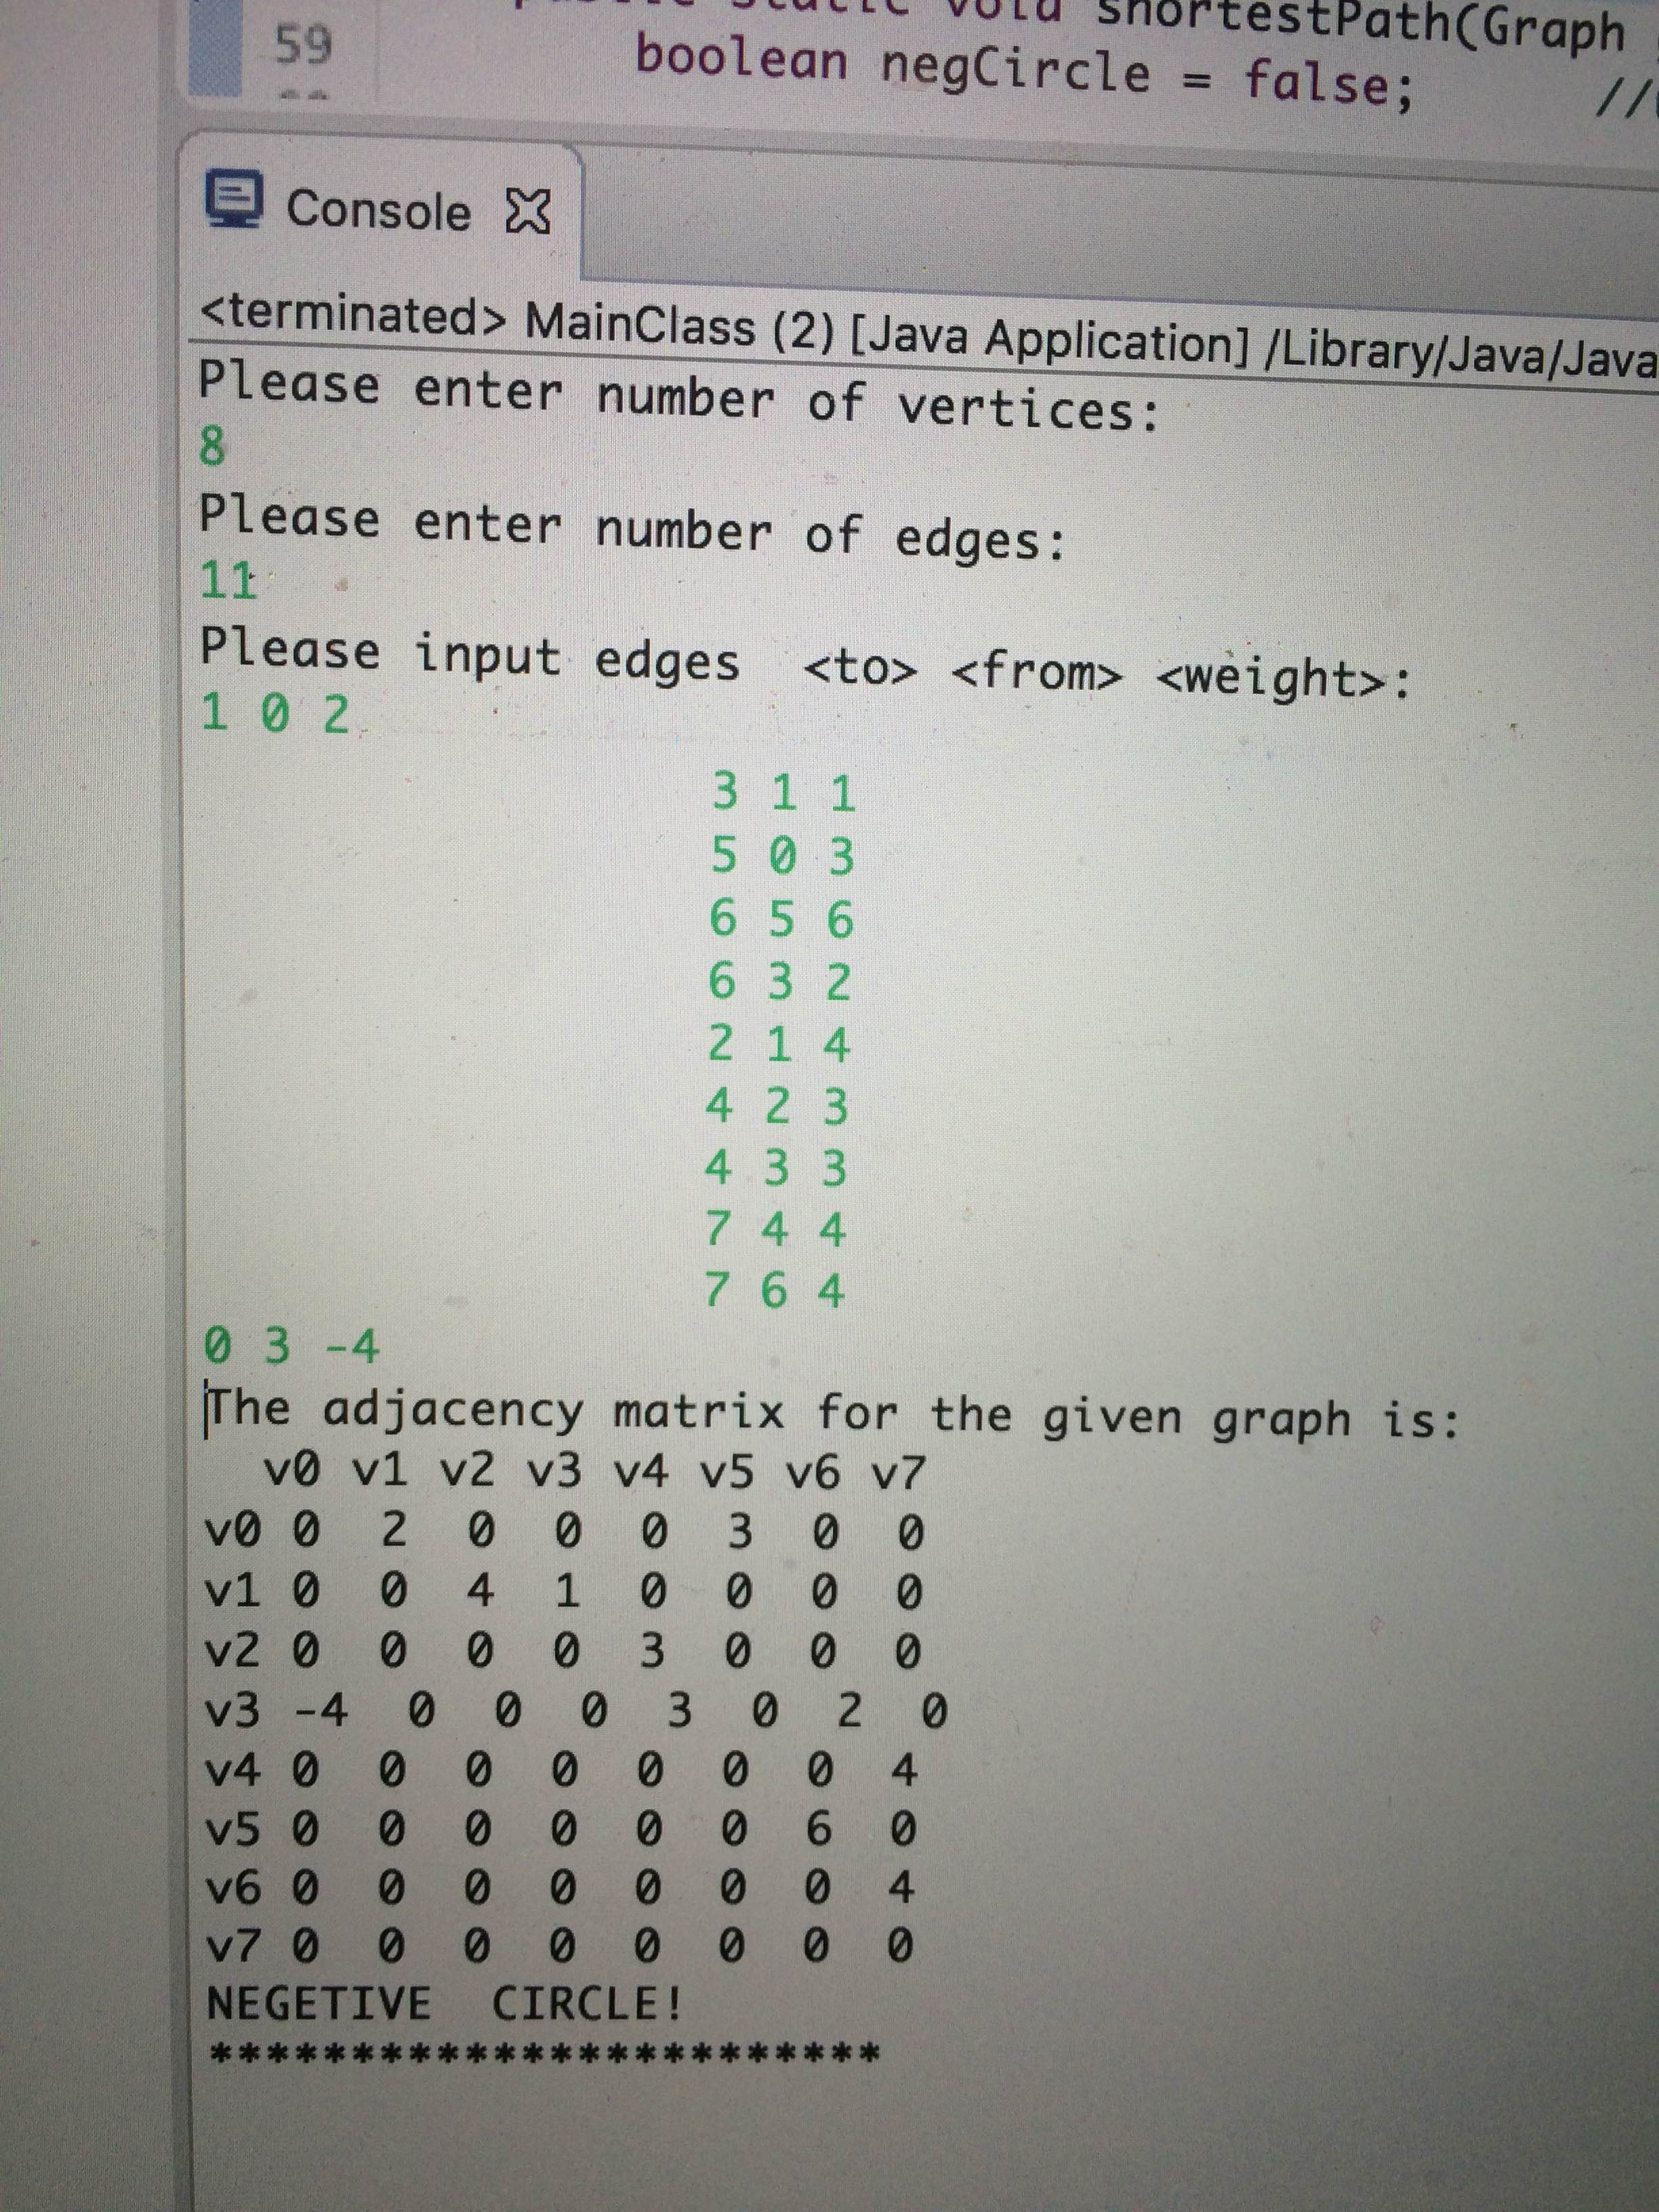 public static void shortestPath(Graph
59 boolean negCircle = false; //
Console
<terminated> MainClass (2) [Java Application] /Library/Java/Java
Please enter number of vertices:
8
Please enter number of edges:
11
Please input edges <to> <from> <weight>:
1 0 2
3 1 1
5 0 3
6 5 6
6 3 2
2 1 4
4 2 3
4 3 3
7 4 4
7 6 4
0 3 -4
The adjacency matrix for the given graph is:
v0 v1 v2 v3 v4 v5 v6 v7
v0 0 2 0 0 0 3 0 0
v1 0 0 4 1 0 0 0 0
v2 0 0 0 0 3 0 0 0
v3 -4 0 0 0 3 0 2 0
v4 0 0 0 0 0 0 0 4
v5 0 0 0 0 0 0 6 0
v6 0 0 0 0 0 0 0 4
v7 0 0 0 0 0 0 0 0
NEGETIVE CIRCLE!
************************